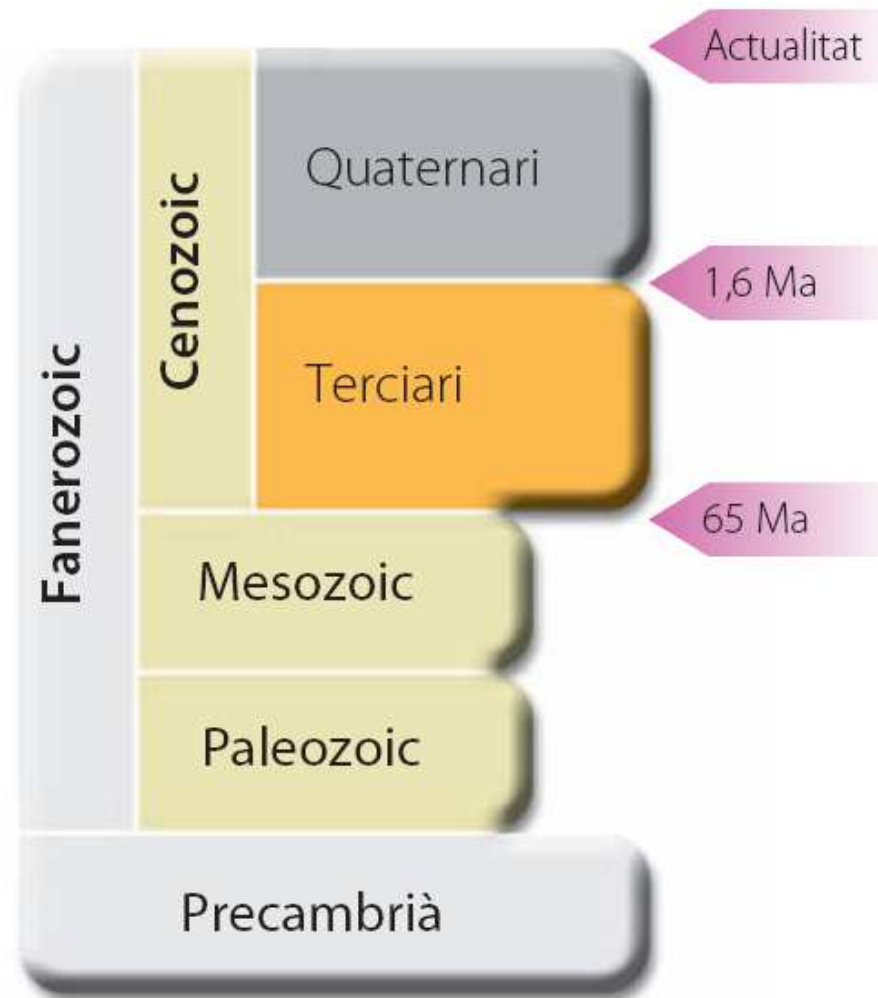 Actualitat
Quaternari
1,6 Ma
Cenozoic
Terciari
Fanerozoic
65 Ma
Mesozoic
Paleozoic
Precambrià